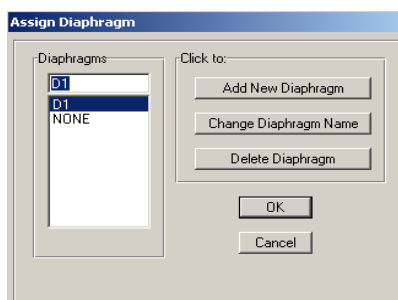 Assign Diaphragm
Diaphragms
D1
D1
NONE
Click to:
Add New Diaphragm
Change Diaphragm Name
Delete Diaphragm
OK
Cancel